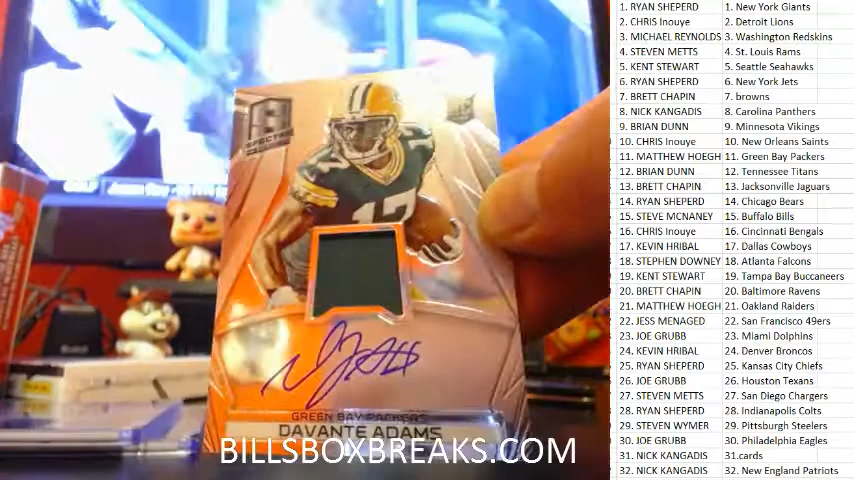 SPECTRA
17
17
GREEN BAY PACKERS
DAVANTE ADAMS
BILLSBOXBREAKS.COM
1. RYAN SHEPERD 1. New York Giants
2. CHRIS Inouye 2. Detroit Lions
3. MICHAEL REYNOLDS 3. Washington Redskins
4. STEVEN METTS 4. St. Louis Rams
5. KENT STEWART 5. Seattle Seahawks
6. RYAN SHEPERD 6. New York Jets
7. BRETT CHAPIN 7. browns
8. NICK KANGADIS 8. Carolina Panthers
9. BRIAN DUNN 9. Minnesota Vikings
10. CHRIS Inouye 10. New Orleans Saints
11. MATTHEW HOEGH 11. Green Bay Packers
12. BRIAN DUNN 12. Tennessee Titans
13. BRETT CHAPIN 13. Jacksonville Jaguars
14. RYAN SHEPERD 14. Chicago Bears
15. STEVE MCNANEY 15. Buffalo Bills
16. CHRIS Inouye 16. Cincinnati Bengals
17. KEVIN HRIBAL 17. Dallas Cowboys
18. STEPHEN DOWNEY 18. Atlanta Falcons
19. KENT STEWART 19. Tampa Bay Buccaneers
20. BRETT CHAPIN 20. Baltimore Ravens
21. MATTHEW HOEGH 21. Oakland Raiders
22. JESS MENAGED 22. San Francisco 49ers
23. JOE GRUBB 23. Miami Dolphins
24. KEVIN HRIBAL 24. Denver Broncos
25. RYAN SHEPERD 25. Kansas City Chiefs
26. JOE GRUBB 26. Houston Texans
27. STEVEN METTS 27. San Diego Chargers
28. RYAN SHEPERD 28. Indianapolis Colts
29. STEVEN WYMER 29. Pittsburgh Steelers
30. JOE GRUBB 30. Philadelphia Eagles
31. NICK KANGADIS 31.cards
32. NICK KANGADIS 32. New England Patriots